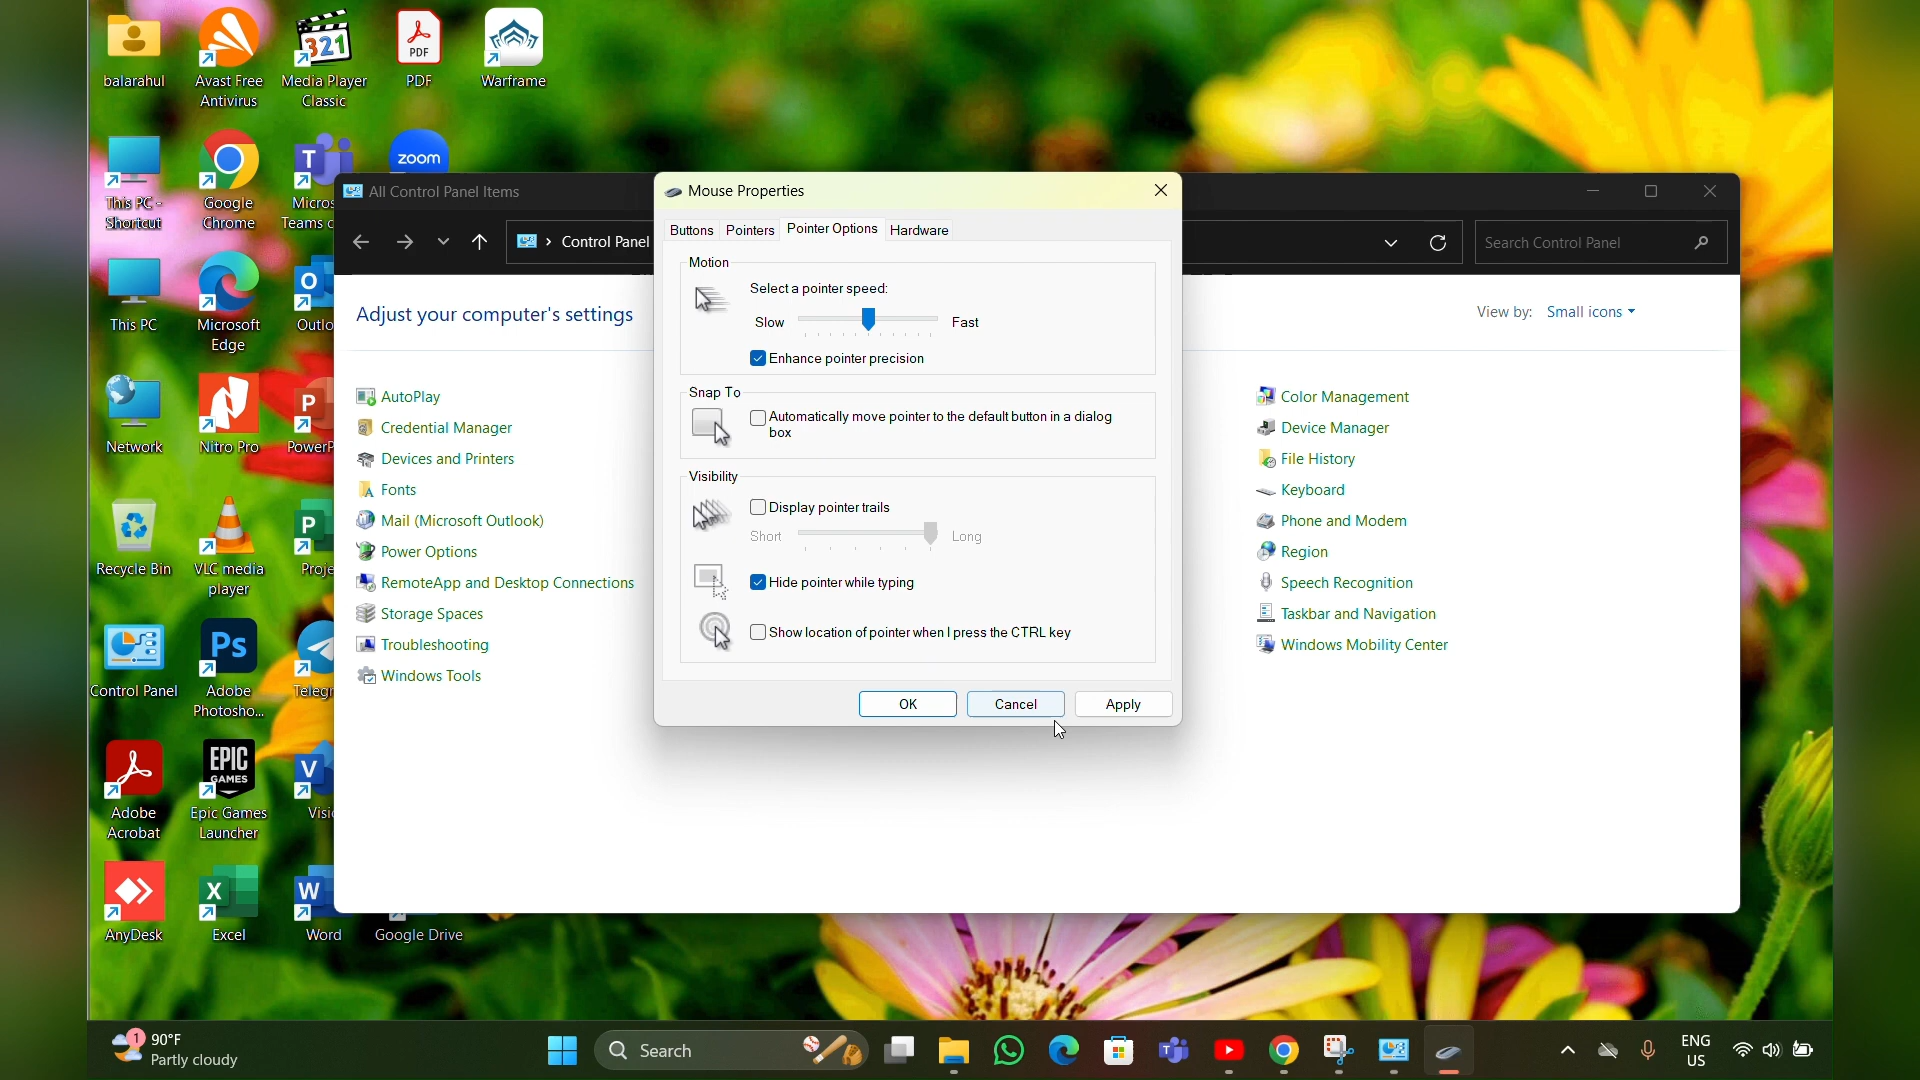 balarahul
Avast Free
Antivirus
321
Media Player
Classic
PDF
PDF
Warframe
This PC -
Shortcut
Google
Chrome
T
Micros
Teams c
zoom
This PC
Microsoft
Edge
O
Outlo
Network
Nitro Pro
P
PowerP
Recycle Bin
VLC media
player
P
Proje
Control Panel
Ps
Adobe
Photosho...
Telegr
Adobe
Acrobat
EPIC
GAMES
Epic Games
Launcher
V
Visi
AnyDesk
X
Excel
W
Word
Google Drive
All Control Panel Items
Control Panel
Search Control Panel
Adjust your computer's settings
View by: Small icons
AutoPlay
Credential Manager
Devices and Printers
Fonts
Mail (Microsoft Outlook)
Power Options
RemoteApp and Desktop Connections
Storage Spaces
Troubleshooting
Windows Tools
Color Management
Device Manager
File History
Keyboard
Phone and Modem
Region
Speech Recognition
Taskbar and Navigation
Windows Mobility Center
Mouse Properties
Buttons Pointers Pointer Options Hardware
Motion
Select a pointer speed:
Slow Fast
Enhance pointer precision
Snap To
Automatically move pointer to the default button in a dialog
box
Visibility
Display pointer trails
Short Long
Hide pointer while typing
Show location of pointer when I press the CTRL key
OK Cancel Apply
1
90°F
Partly cloudy
Search
ENG
US